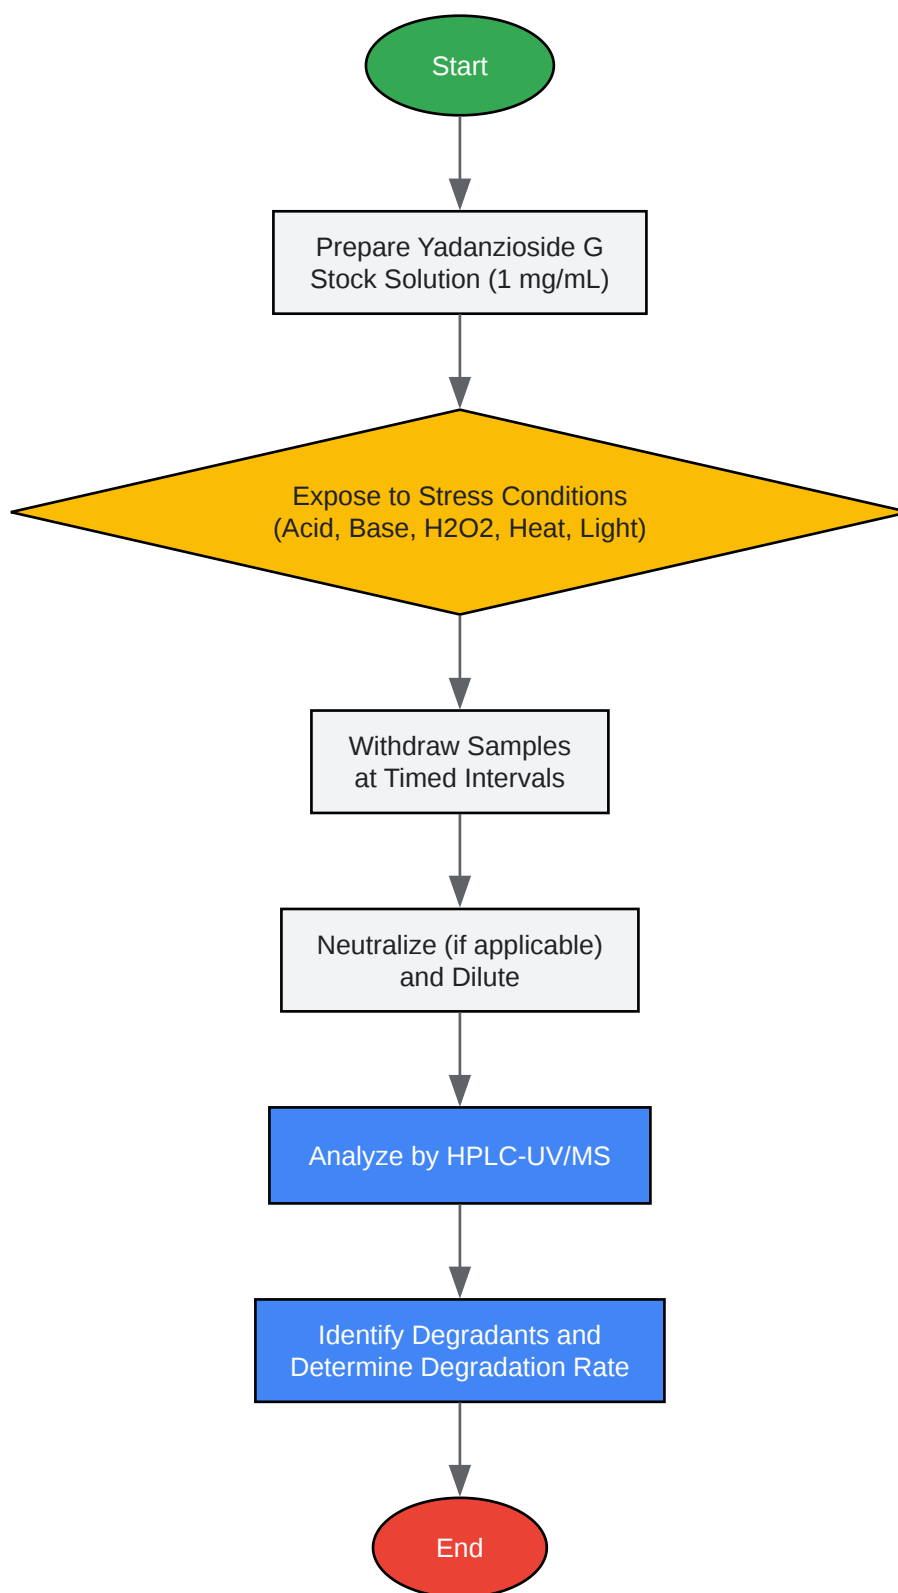 Start
Prepare Yadanzioside G
Stock Solution (1 mg/mL)
Expose to Stress Conditions
(Acid, Base, H2O2, Heat, Light)
Withdraw Samples
at Timed Intervals
Neutralize (if applicable)
and Dilute
Analyze by HPLC-UV/MS
Identify Degradants and
Determine Degradation Rate
End